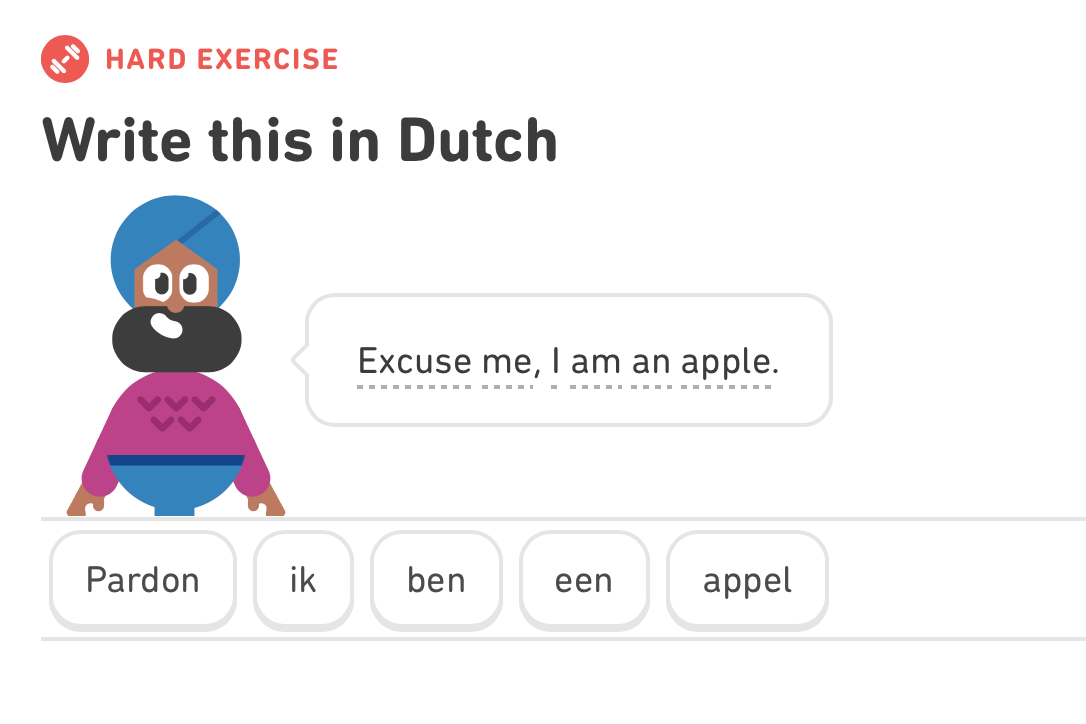 HARD EXERCISE
Write this in Dutch
Excuse me, I am an apple.
Pardon ik ben een appel